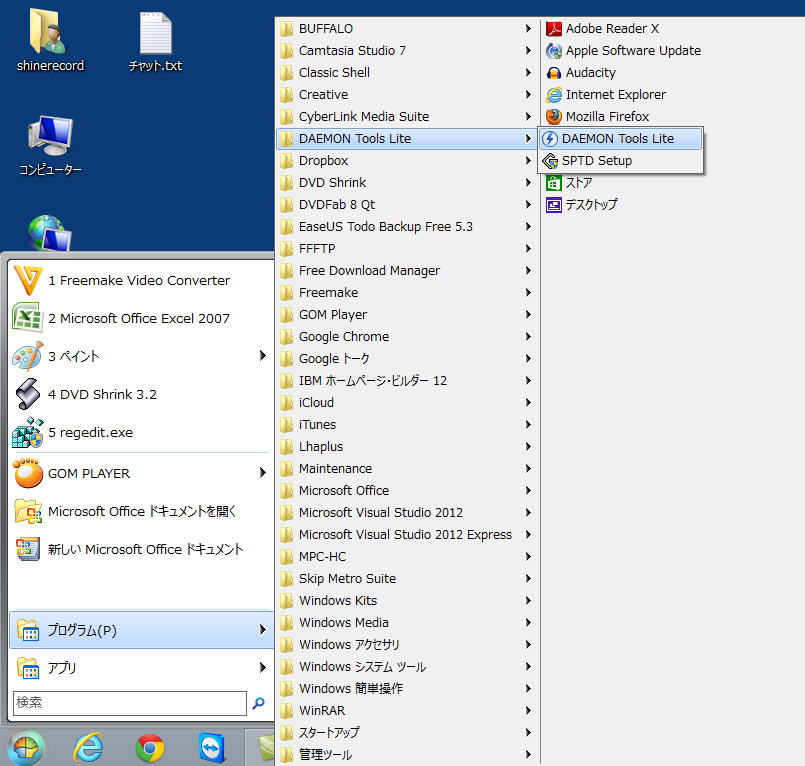 shinerecord
チャット.txt
コンピューター
1 Freemake Video Converter
2 Microsoft Office Excel 2007
3 ペイント
4 DVD Shrink 3.2
5 regedit.exe
GOM PLAYER
Microsoft Office ドキュメントを開く
新しい Microsoft Office ドキュメント
プログラム(P)
アプリ
検索
BUFFALO
Camtasia Studio 7
Classic Shell
Creative
CyberLink Media Suite
DAEMON Tools Lite
Dropbox
DVD Shrink
DVDFab 8 Qt
EaseUS Todo Backup Free 5.3
FFFTP
Free Download Manager
Freemake
GOM Player
Google Chrome
Google トーク
IBM ホームページ・ビルダー 12
iCloud
iTunes
Lhaplus
Maintenance
Microsoft Office
Microsoft Visual Studio 2012
Microsoft Visual Studio 2012 Express
MPC-HC
Skip Metro Suite
Windows Kits
Windows Media
Windows アクセサリ
Windows システム ツール
Windows 簡単操作
WinRAR
スタートアップ
管理ツール
Adobe Reader X
Apple Software Update
Audacity
Internet Explorer
Mozilla Firefox
DAEMON Tools Lite
SPTD Setup
ストア
デスクトップ